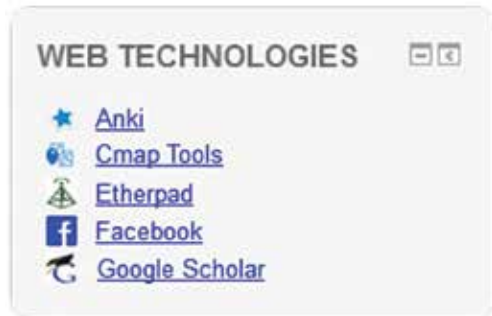 WEB TECHNOLOGIES
Anki
Cmap Tools
Etherpad
Facebook
Google Scholar